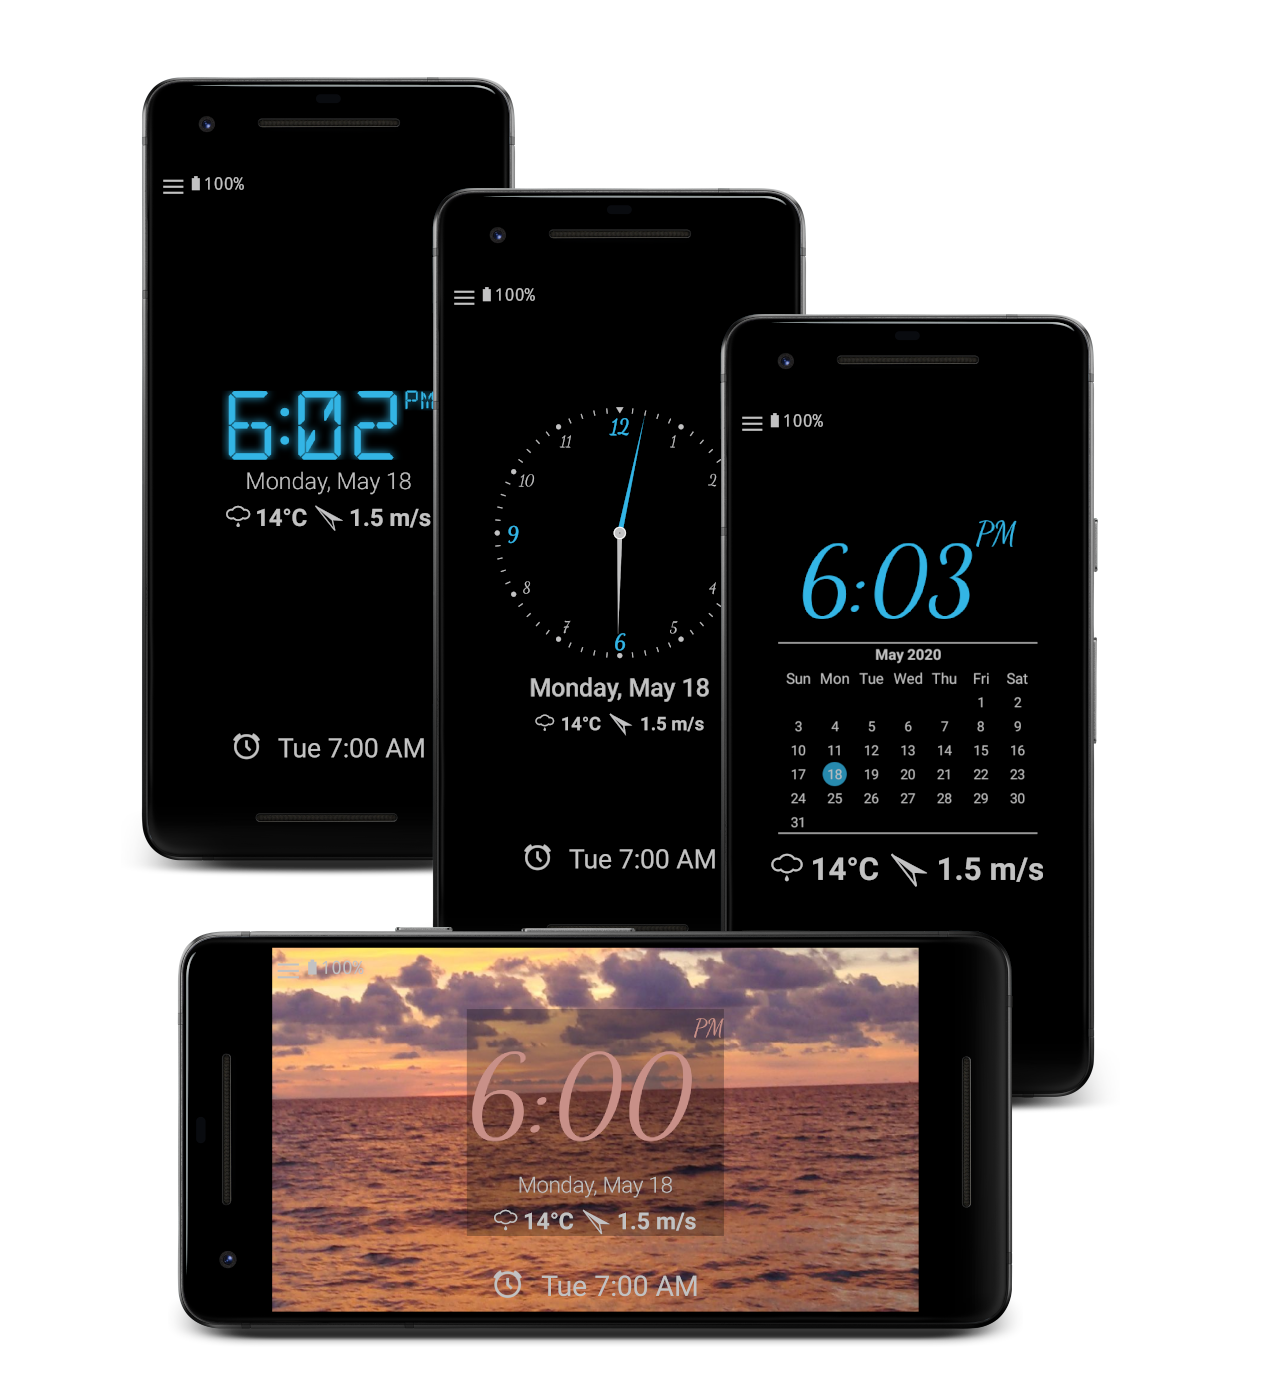 100%
6:02 PM
Monday, May 18
14°C 1.5 m/s
Tue 7:00 AM
100%
12
1
2
4
5
6
7
8
9
10
11
Monday, May 18
14°C 1.5 m/s
Tue 7:00 AM
100%
6:03 PM
May 2020
Sun Mon Tue Wed Thu Fri Sat
1 2
3 4 5 6 7 8 9
10 11 12 13 14 15 16
17 18 19 20 21 22 23
24 25 26 27 28 29 30
31
14°C 1.5 m/s
100%
6:00 PM
Monday, May 18
14°C 1.5 m/s
Tue 7:00 AM